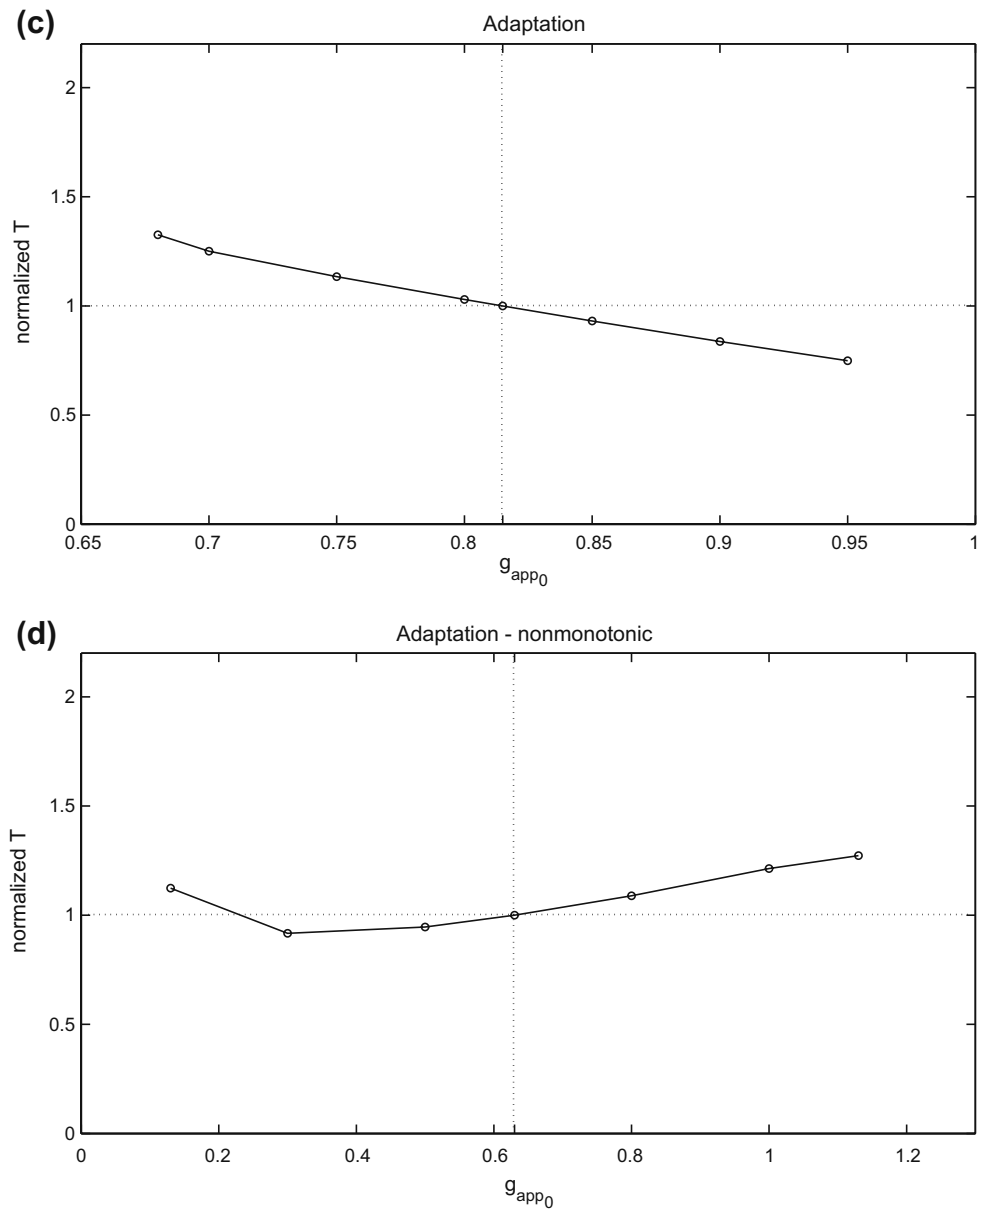 (c)
Adaptation
normalized T
2
1.5
1
0.5
0
0.65 0.7 0.75 0.8 0.85 0.9 0.95 1
g_app_0
(d)
Adaptation - nonmonotonic
normalized T
2
1.5
1
0.5
0
0 0.2 0.4 0.6 0.8 1 1.2
g_app_0